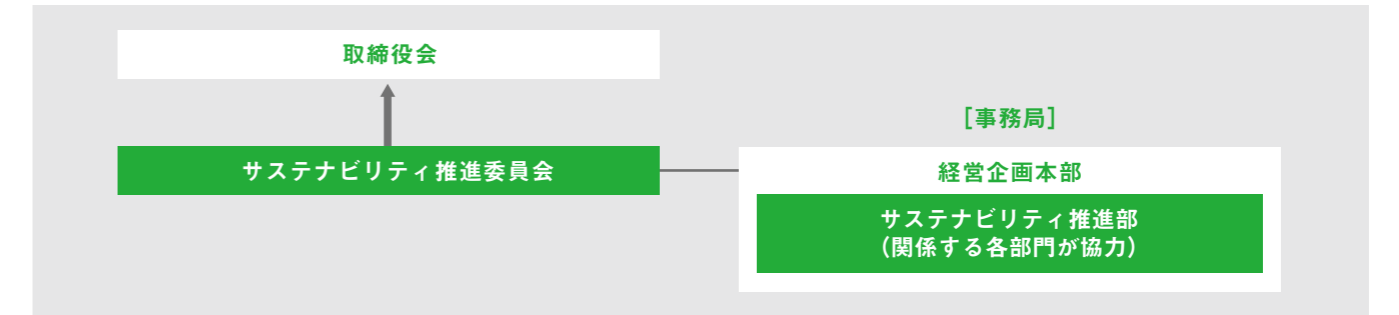 取締役会
サステナビリティ推進委員会
［事務局］
経営企画本部
サステナビリティ推進部
（関係する各部門が協力）